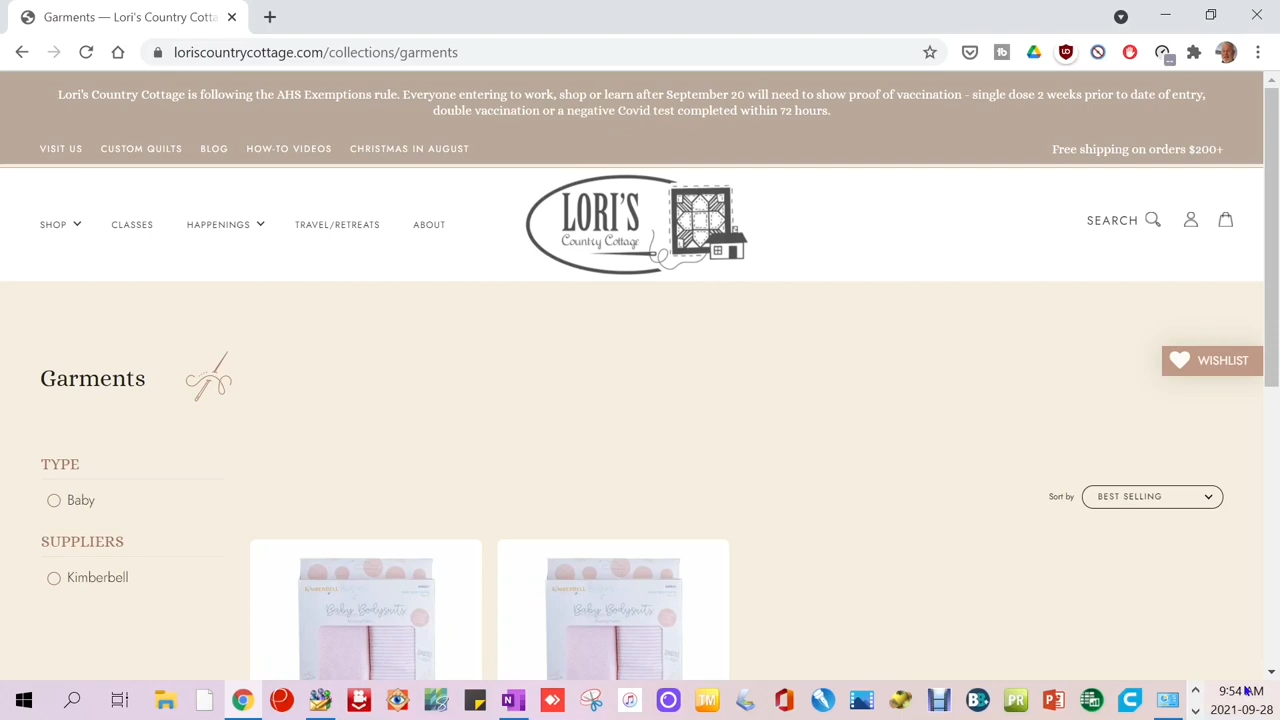 Garments — Lori's Country Cotta
loriscountrycottage.com/collections/garments
Lori's Country Cottage is following the AHS Exemptions rule. Everyone entering to work, shop or learn after September 20 will need to show proof of vaccination - single dose 2 weeks prior to date of entry,
double vaccination or a negative Covid test completed within 72 hours.
VISIT US CUSTOM QUILTS BLOG HOW-TO VIDEOS CHRISTMAS IN AUGUST Free shipping on orders $200+
SHOP CLASSES HAPPENINGS TRAVEL/RETREATS ABOUT
LORI'S
Country Cottage
SEARCH
WISHLIST
Garments
TYPE
Baby
Sort by BEST SELLING
SUPPLIERS
Kimberbell
KIMBERBELL
Baby Bodysuits
KIMBERBELL
Baby Bodysuits
9:54 AM
2021-09-28